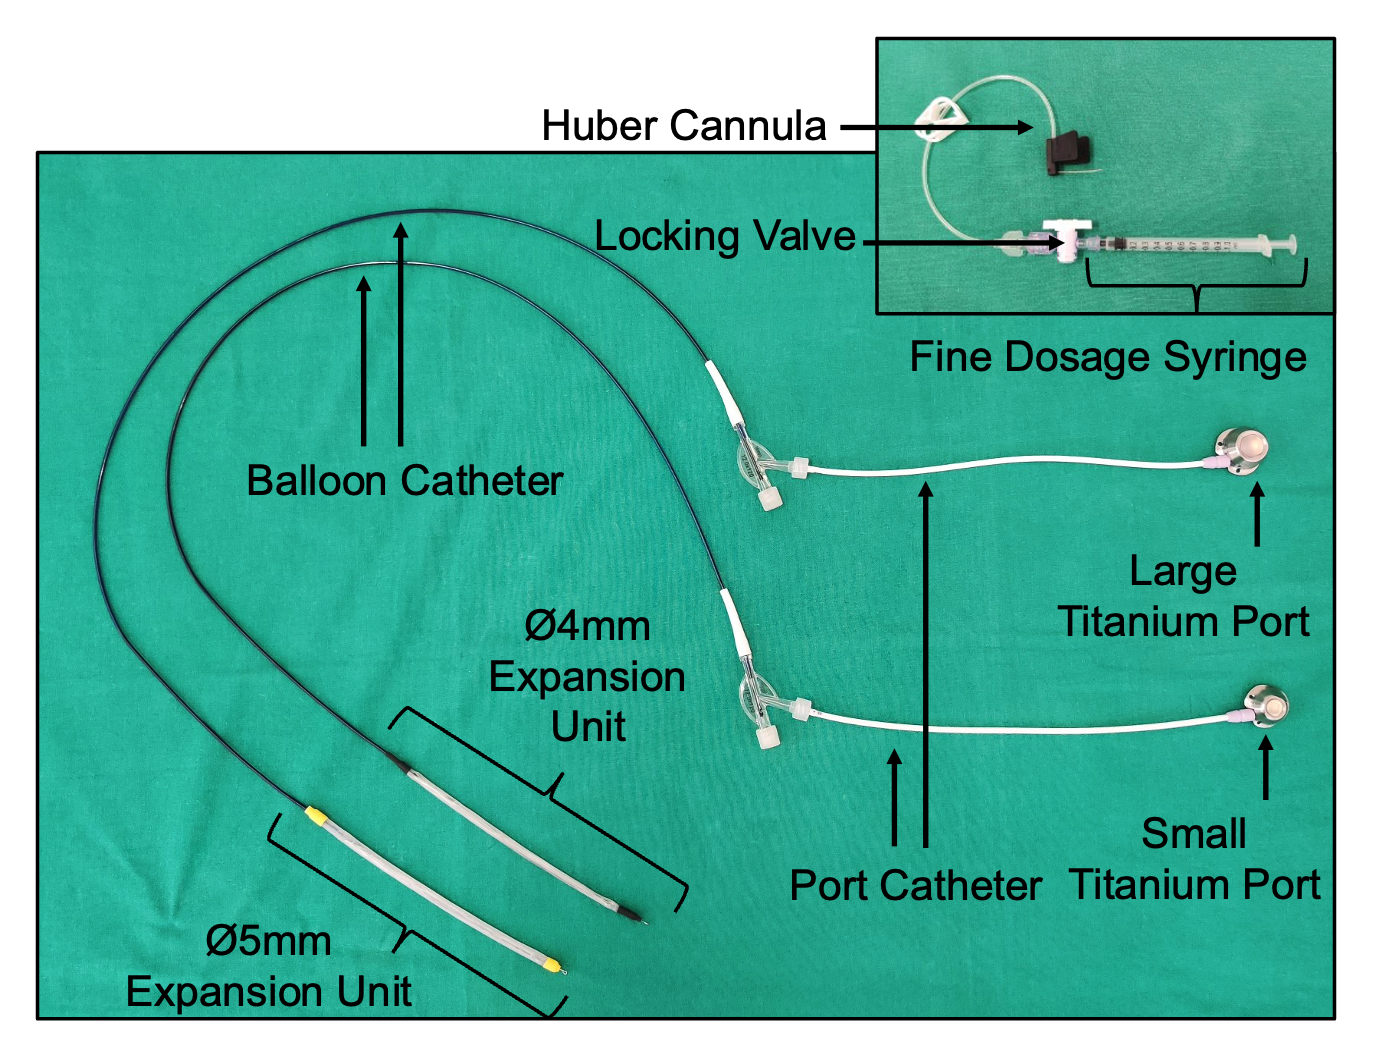 Huber Cannula
Locking Valve
Fine Dosage Syringe
Balloon Catheter
Large
Titanium Port
Ø4mm
Expansion
Unit
Small
Titanium Port
Port Catheter
Ø5mm
Expansion Unit